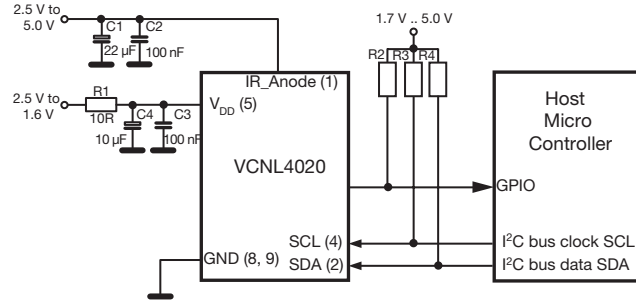 2.5 V to
5.0 V
C1
C2
22 µF
100 nF
1.7 V .. 5.0 V
R2
R3
R4
IR_Anode (1)
2.5 V to
1.6 V
R1
10R
C4
C3
10 µF
100 nF
VDD (5)
VCNL4020
Host
Micro
Controller
GPIO
SCL (4)
I²C bus clock SCL
GND (8, 9)
SDA (2)
I²C bus data SDA